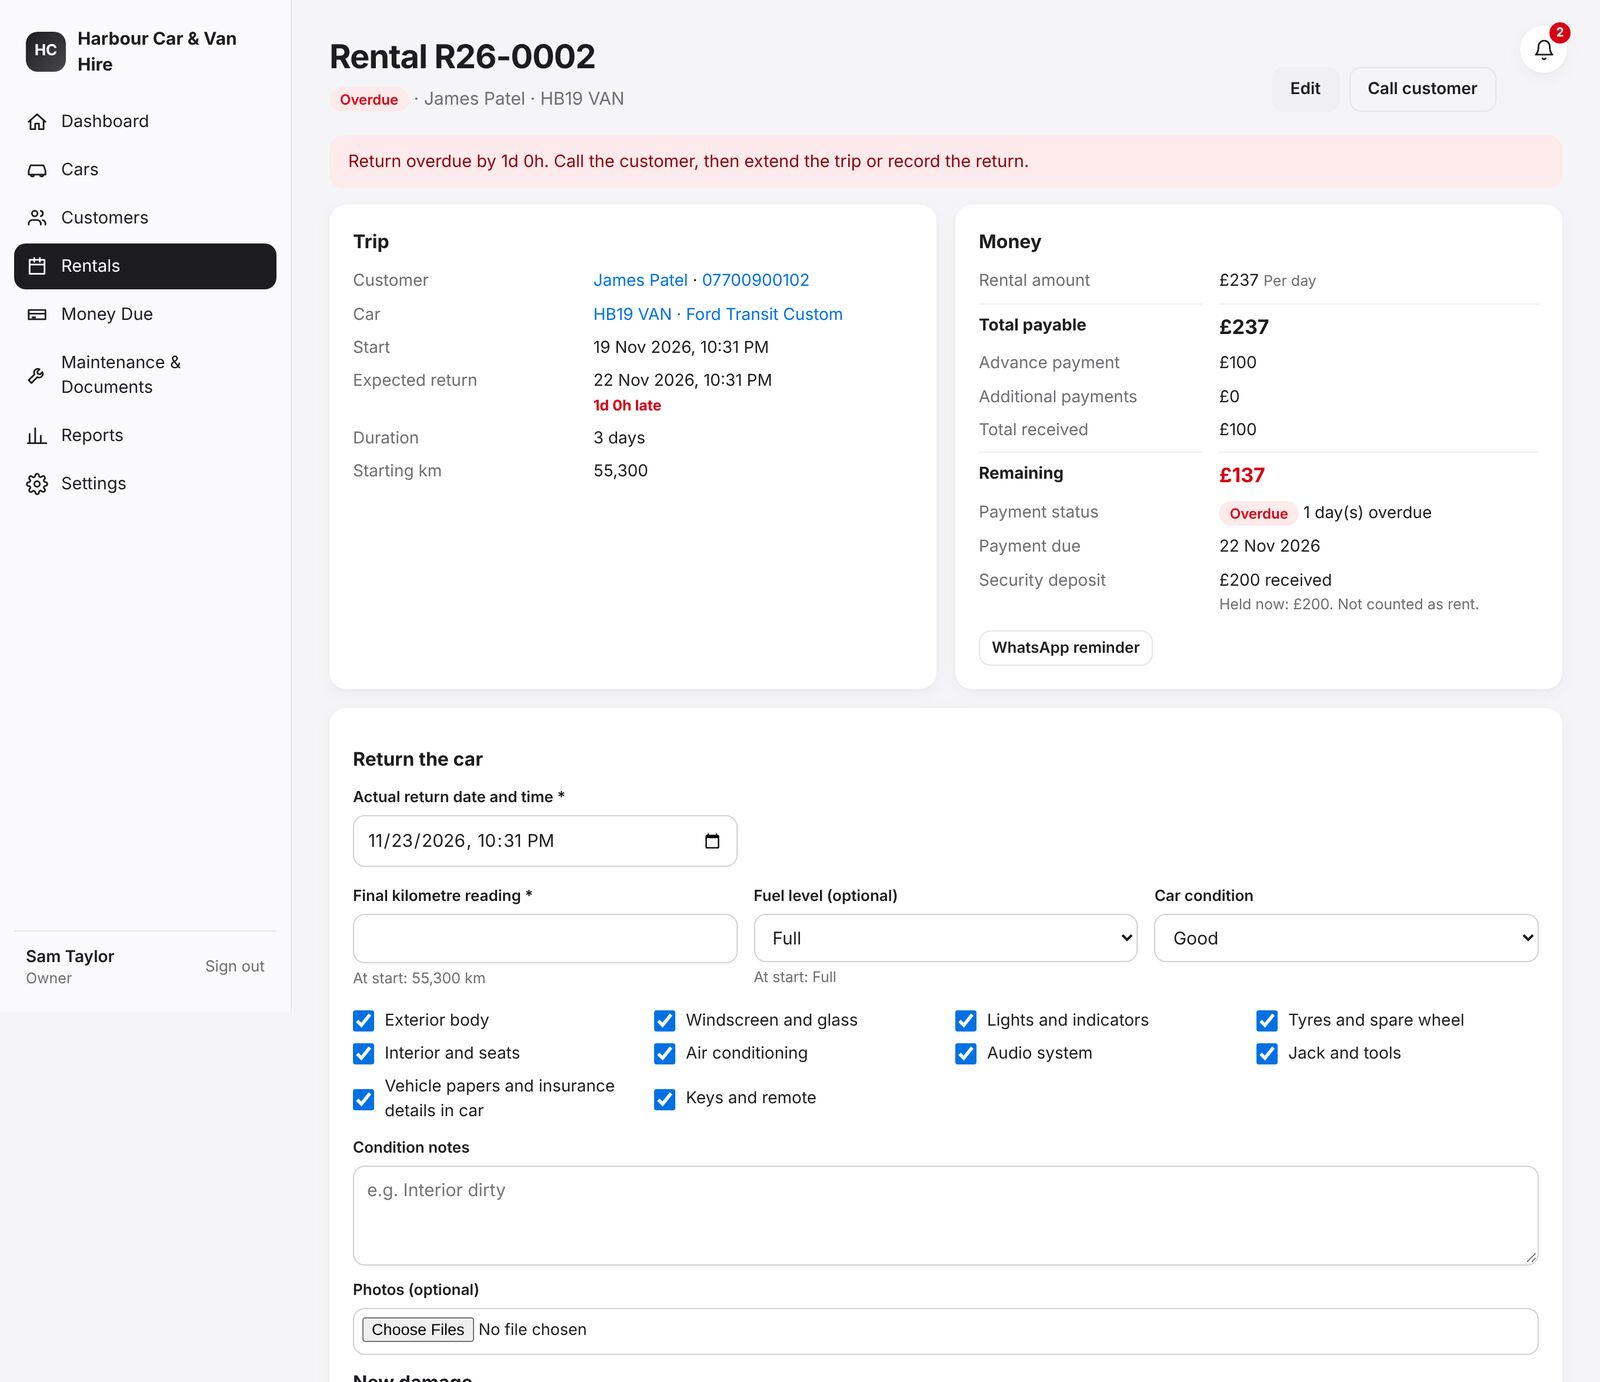 HC
Harbour Car & Van
Hire
Dashboard
Cars
Customers
Rentals
Money Due
Maintenance &
Documents
Reports
Settings
Sam Taylor
Owner
Sign out
Rental R26-0002
Overdue · James Patel · HB19 VAN
Edit
Call customer
2
Return overdue by 1d 0h. Call the customer, then extend the trip or record the return.
Trip
Customer James Patel · 07700900102
Car HB19 VAN · Ford Transit Custom
Start 19 Nov 2026, 10:31 PM
Expected return 22 Nov 2026, 10:31 PM
1d 0h late
Duration 3 days
Starting km 55,300
Money
Rental amount £237 Per day
Total payable £237
Advance payment £100
Additional payments £0
Total received £100
Remaining £137
Payment status Overdue 1 day(s) overdue
Payment due 22 Nov 2026
Security deposit £200 received
Held now: £200. Not counted as rent.
WhatsApp reminder
Return the car
Actual return date and time *
11/23/2026, 10:31 PM
Final kilometre reading * Fuel level (optional) Car condition
Full Good
At start: 55,300 km At start: Full
Exterior body Windscreen and glass Lights and indicators Tyres and spare wheel
Interior and seats Air conditioning Audio system Jack and tools
Vehicle papers and insurance
details in car
Keys and remote
Condition notes
e.g. Interior dirty
Photos (optional)
Choose Files No file chosen
New damage